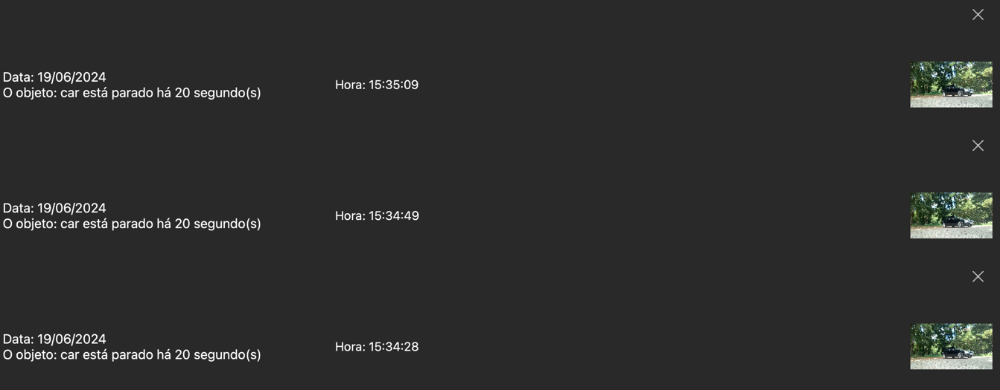 Data: 19/06/2024
O objeto: car está parado há 20 segundo(s)
Hora: 15:35:09
Data: 19/06/2024
O objeto: car está parado há 20 segundo(s)
Hora: 15:34:49
Data: 19/06/2024
O objeto: car está parado há 20 segundo(s)
Hora: 15:34:28